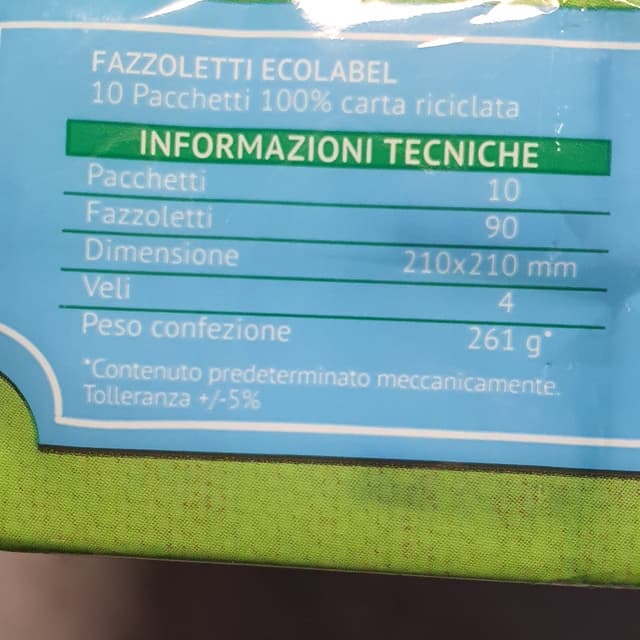 FAZZOLETTI ECOLABEL
10 Pacchetti 100% carta riciclata
INFORMAZIONI TECNICHE
Pacchetti 10
Fazzoletti 90
Dimensione 210x210 mm
Veli 4
Peso confezione 261 g*
*Contenuto predeterminato meccanicamente.
Tolleranza +/-5%